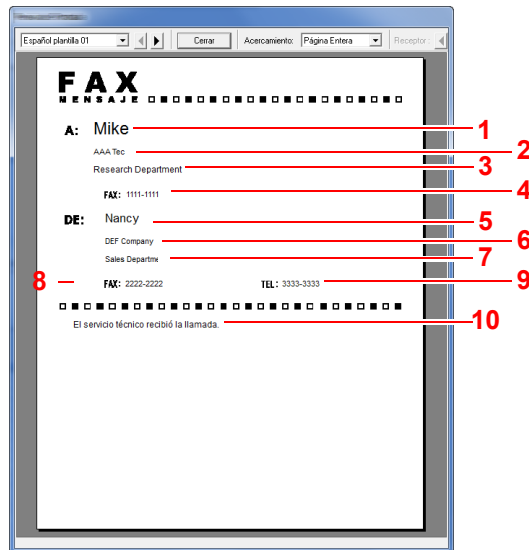 Español plantilla 01 Cerrar Acercamiento: Página Entera Receptor:
FAX
MENSAJE
A: Mike 1
AAA Tec 2
Research Department 3
FAX: 1111-1111 4
DE: Nancy 5
DEF Company 6
Sales Departme 7
8 FAX: 2222-2222 TEL: 3333-3333 9
El servicio técnico recibió la llamada. 10